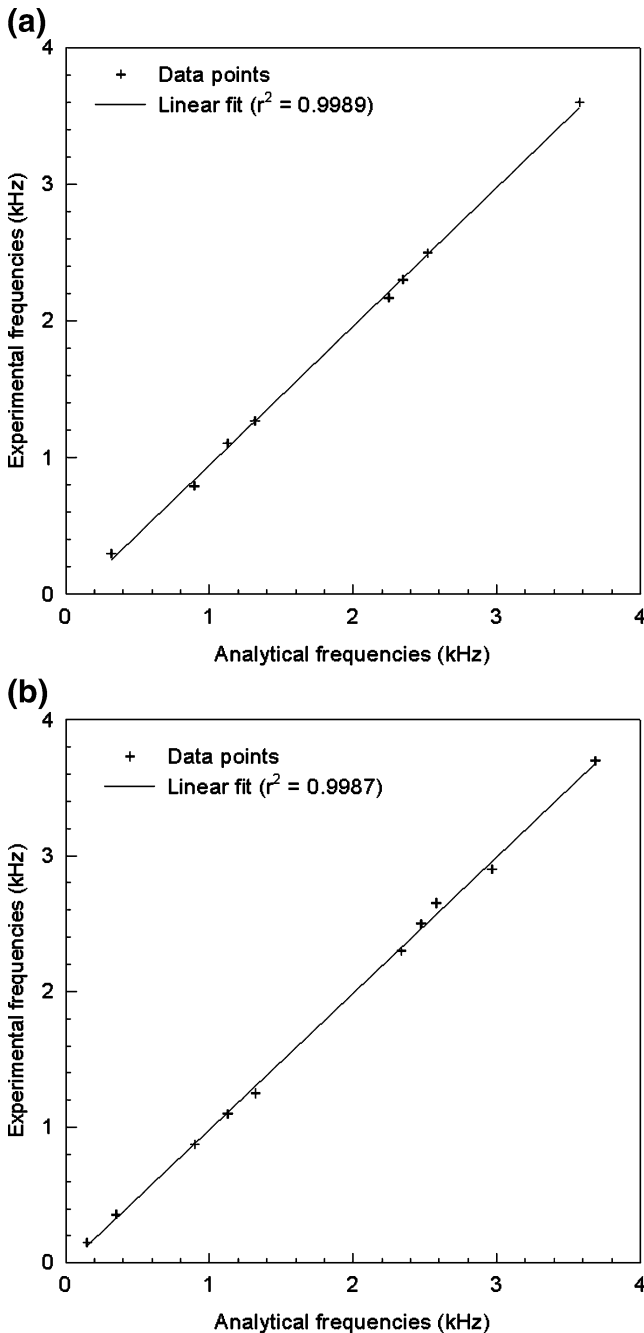 (a)
4
Data points
Linear fit (r² = 0.9989)
3
Experimental frequencies (kHz)
2
1
0
0 1 2 3 4
Analytical frequencies (kHz)
(b)
4
Data points
Linear fit (r² = 0.9987)
3
Experimental frequencies (kHz)
2
1
0
0 1 2 3 4
Analytical frequencies (kHz)